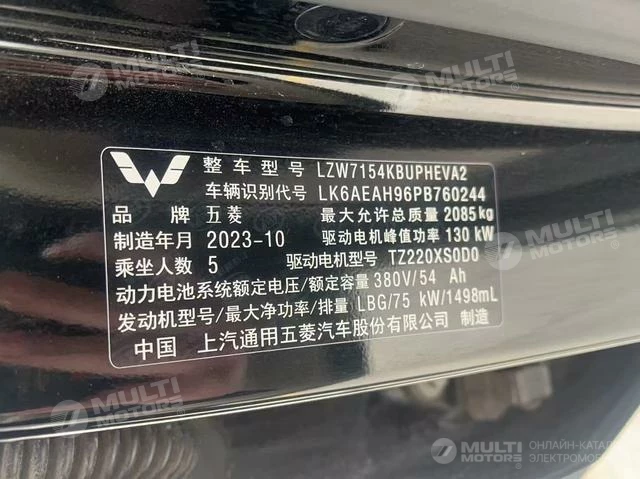 MULTI MOTORS®
MULTI MOTORS®
整车型号 LZW7154KBUPHEVA2
车辆识别代号 LK6AEAH96PB760244
品牌 五菱 最大允许总质量 2085kg
制造年月 2023-10 驱动电机峰值功率 130 kW
乘坐人数 5 驱动电机型号 TZ220XS0D0
动力电池系统额定电压/额定容量 380V/54 Ah
发动机型号/最大净功率/排量 LBG/75 kW/1498mL
中国 上汽通用五菱汽车股份有限公司 制造
MULTI MOTORS®
MULTI MOTORS®
MULTI MOTORS®
ОНЛАЙН-КАТАЛ
ЭЛЕКТРОМОБ